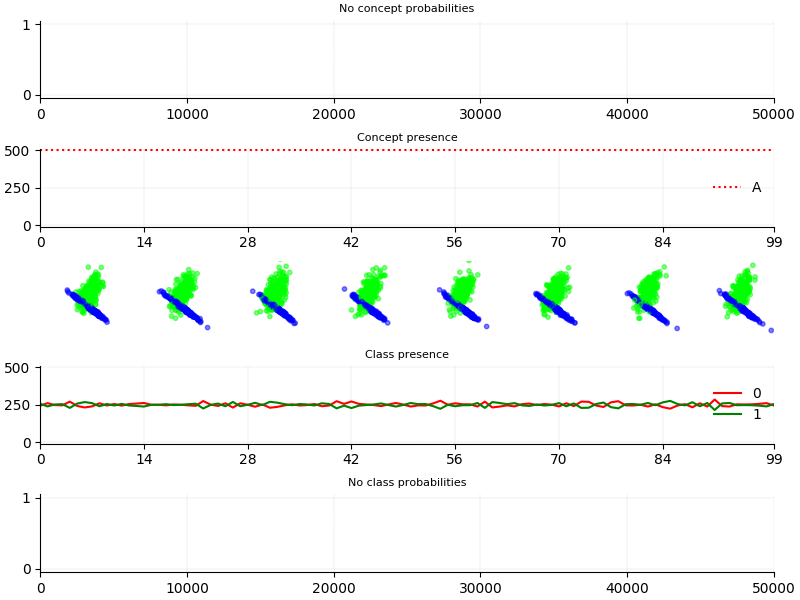 No concept probabilities
1
0
0 10000 20000 30000 40000 50000
Concept presence
500
250
0
A
0 14 28 42 56 70 84 99
Class presence
500
250
0
0
1
0 14 28 42 56 70 84 99
No class probabilities
1
0
0 10000 20000 30000 40000 50000